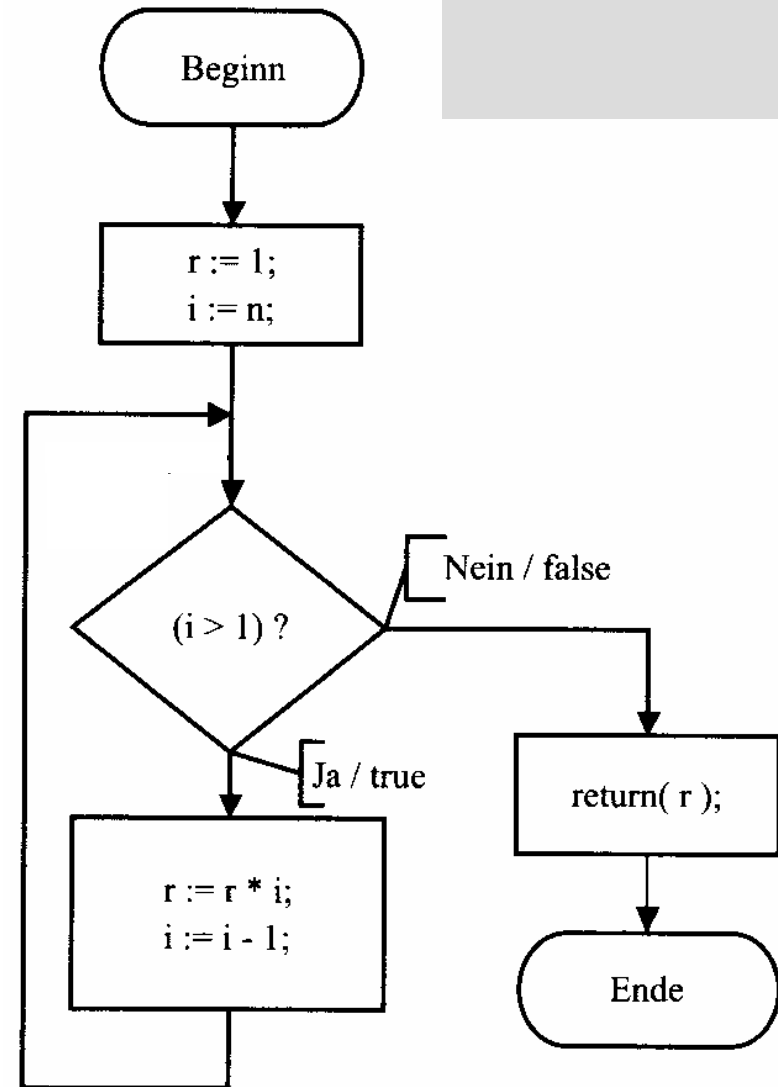 Beginn
r := 1;
i := n;
(i > 1) ?
Nein / false
Ja / true
r := r * i;
i := i - 1;
return( r );
Ende